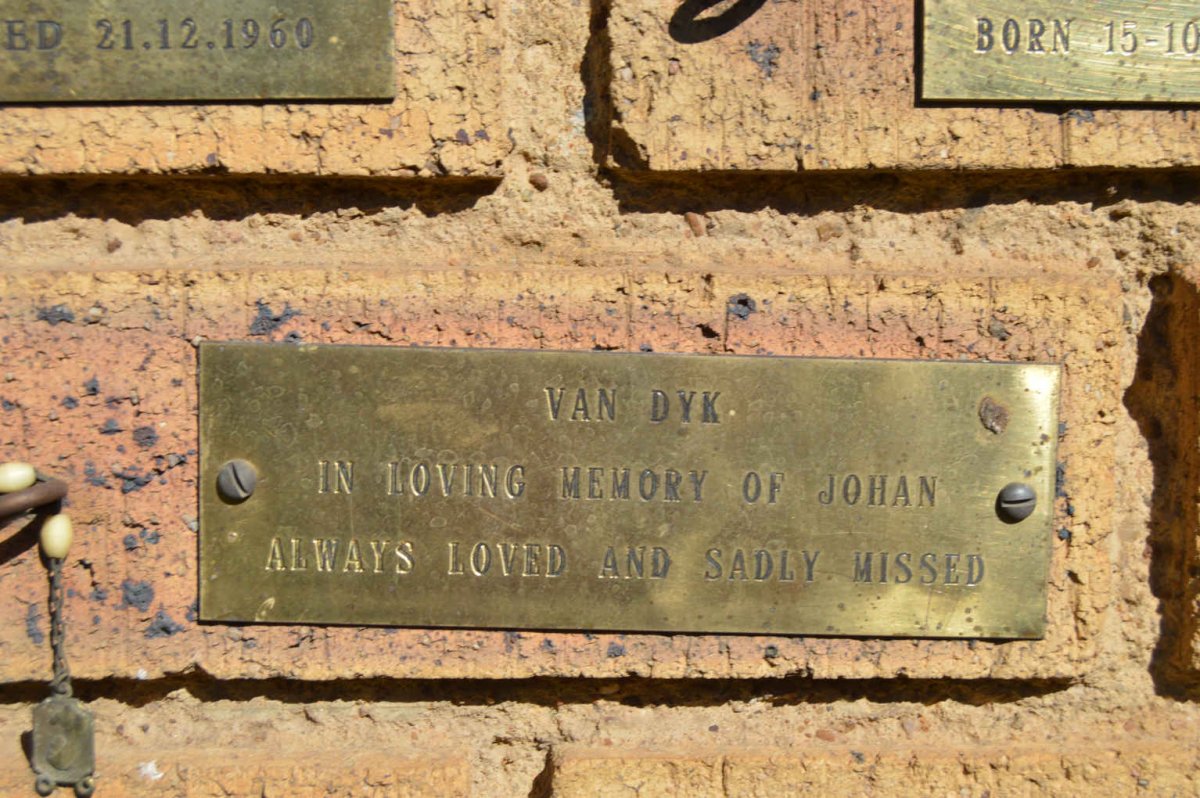 ED 21.12.1960
BORN 15-10
VAN DYK
IN LOVING MEMORY OF JOHAN
ALWAYS LOVED AND SADLY MISSED